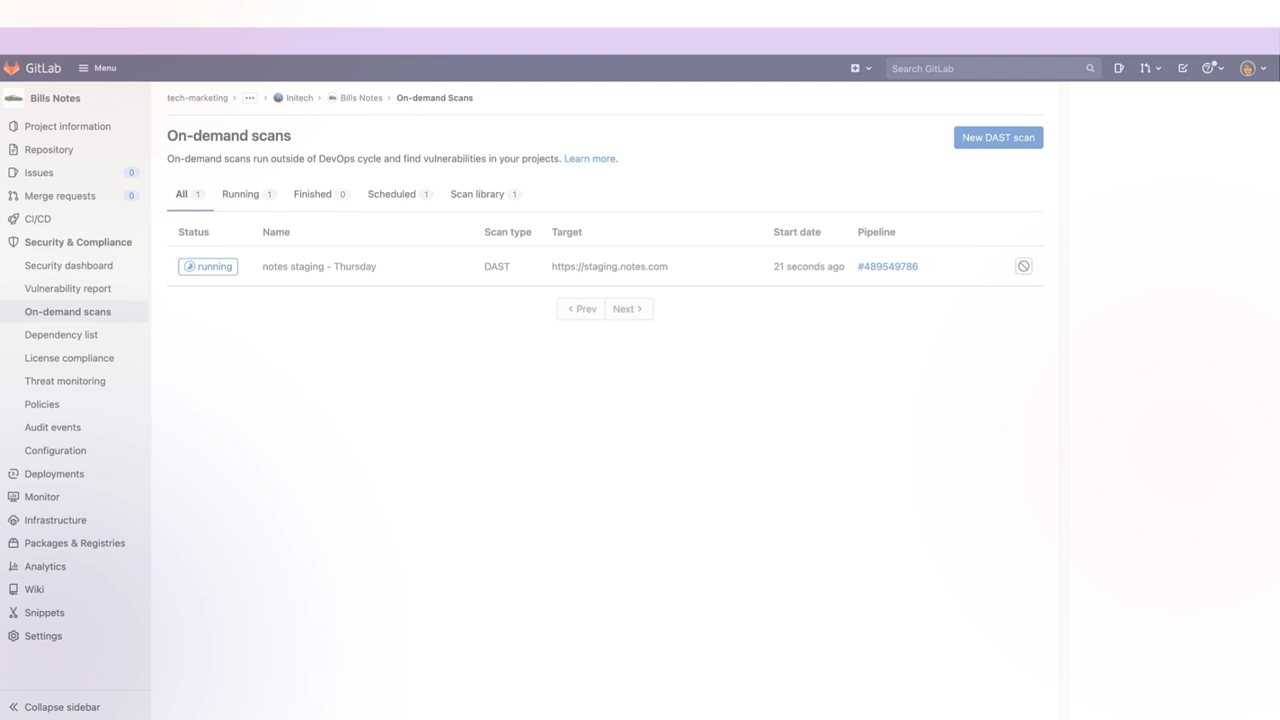 GitLab
Menu
Search GitLab
Bills Notes
Project information
Repository
Issues 0
Merge requests 0
CI/CD
Security & Compliance
Security dashboard
Vulnerability report
On-demand scans
Dependency list
License compliance
Threat monitoring
Policies
Audit events
Configuration
Deployments
Monitor
Infrastructure
Packages & Registries
Analytics
Wiki
Snippets
Settings
Collapse sidebar
tech-marketing › ••• › Initech › Bills Notes › On-demand Scans
On-demand scans
New DAST scan
On-demand scans run outside of DevOps cycle and find vulnerabilities in your projects. Learn more.
All 1 Running 1 Finished 0 Scheduled 1 Scan library 1
Status Name Scan type Target Start date Pipeline
running notes staging - Thursday DAST https://staging.notes.com 21 seconds ago #489549786
‹ Prev Next ›